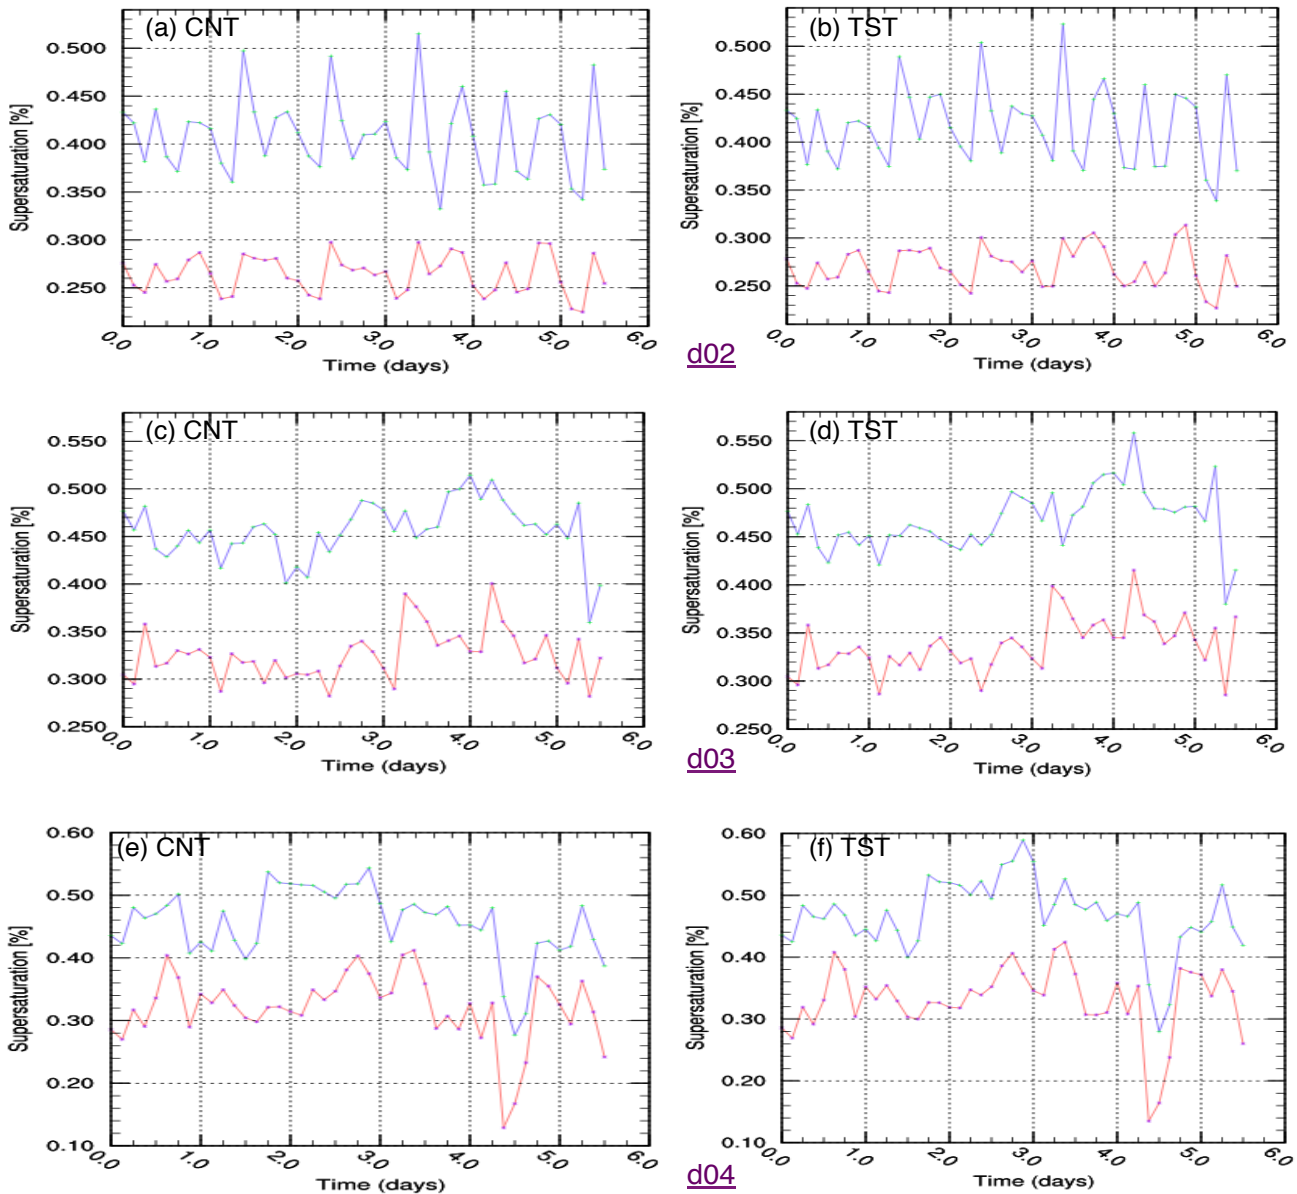 (a) CNT
0.500
0.450
0.400
0.350
0.300
0.250
Supersaturation [%]
0.0 1.0 2.0 3.0 4.0 5.0 6.0
Time (days)
(b) TST
0.500
0.450
0.400
0.350
0.300
0.250
Supersaturation [%]
0.0 1.0 2.0 3.0 4.0 5.0 6.0
Time (days)
d02
(c) CNT
0.550
0.500
0.450
0.400
0.350
0.300
0.250
Supersaturation [%]
0.0 1.0 2.0 3.0 4.0 5.0 6.0
Time (days)
(d) TST
0.550
0.500
0.450
0.400
0.350
0.300
0.250
Supersaturation [%]
0.0 1.0 2.0 3.0 4.0 5.0 6.0
Time (days)
d03
(e) CNT
0.60
0.50
0.40
0.30
0.20
0.10
Supersaturation [%]
0.0 1.0 2.0 3.0 4.0 5.0 6.0
Time (days)
(f) TST
0.60
0.50
0.40
0.30
0.20
0.10
Supersaturation [%]
0.0 1.0 2.0 3.0 4.0 5.0 6.0
Time (days)
d04